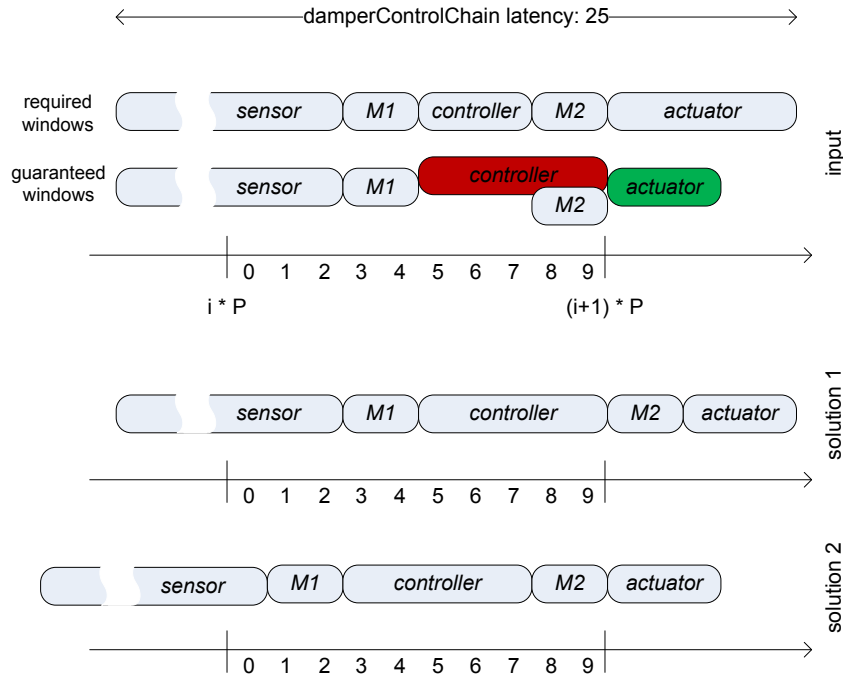 damperControlChain latency: 25
required windows
sensor M1 controller M2 actuator
guaranteed windows
sensor M1 controller M2 actuator
input
0 1 2 3 4 5 6 7 8 9
i * P (i+1) * P
sensor M1 controller M2 actuator
solution 1
0 1 2 3 4 5 6 7 8 9
sensor M1 controller M2 actuator
solution 2
0 1 2 3 4 5 6 7 8 9